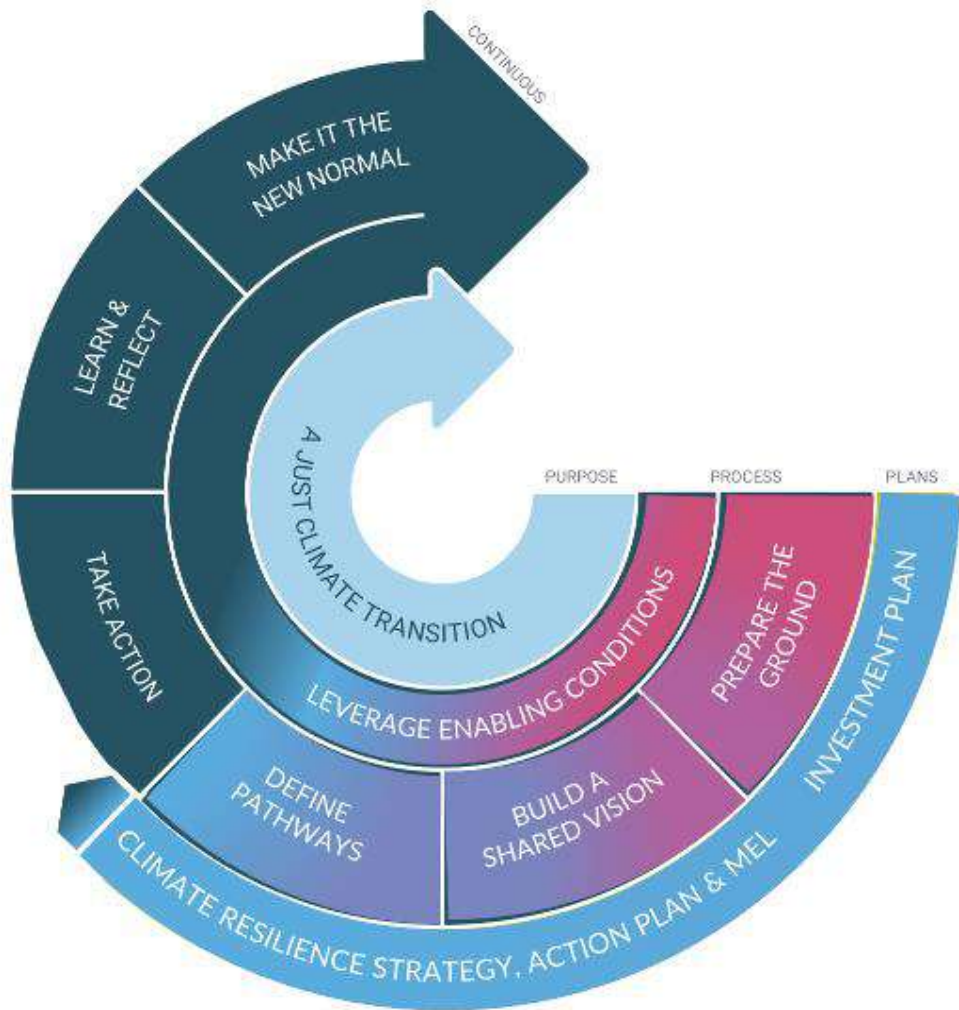 CONTINUOUS
MAKE IT THE
NEW NORMAL
LEARN &
REFLECT
TAKE ACTION
A JUST CLIMATE TRANSITION
PURPOSE
PROCESS
PLANS
LEVERAGE ENABLING CONDITIONS
PREPARE THE
GROUND
BUILD A
SHARED VISION
DEFINE
PATHWAYS
INVESTMENT PLAN
CLIMATE RESILIENCE STRATEGY, ACTION PLAN & MEL